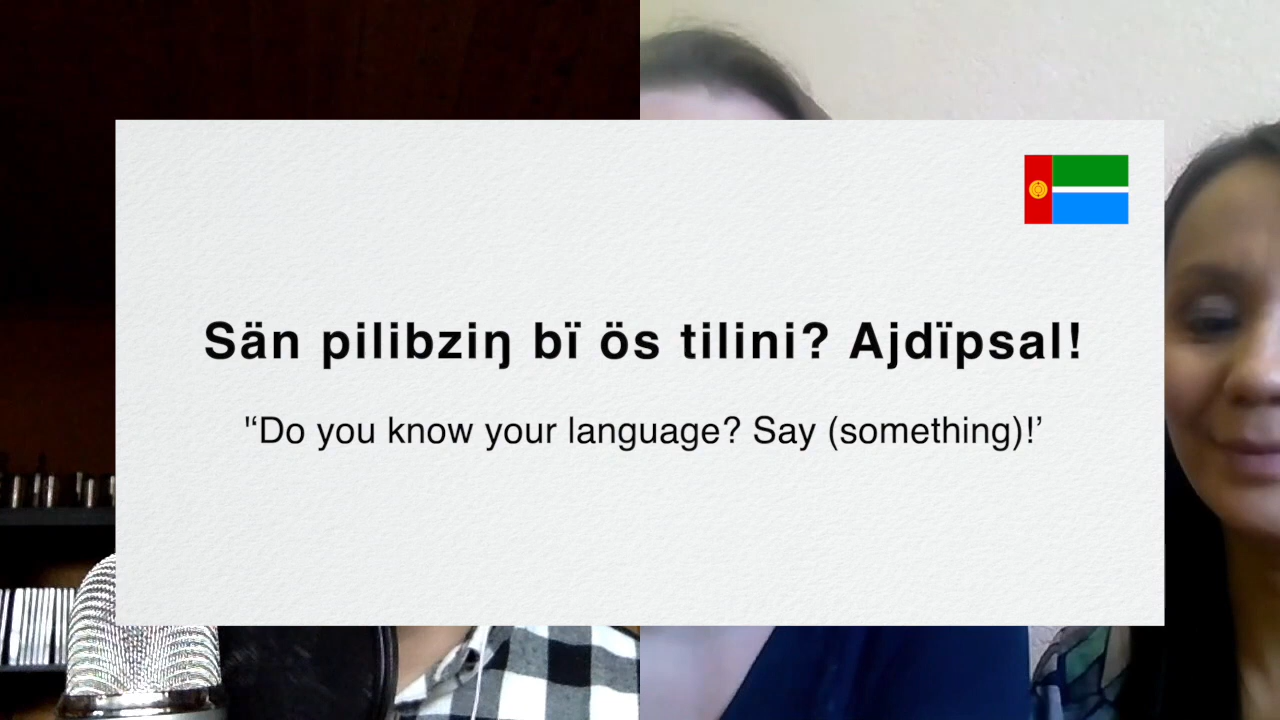 Sän pilibziŋ bï ös tilini? Ajdïpsal!
"‘Do you know your language? Say (something)!’